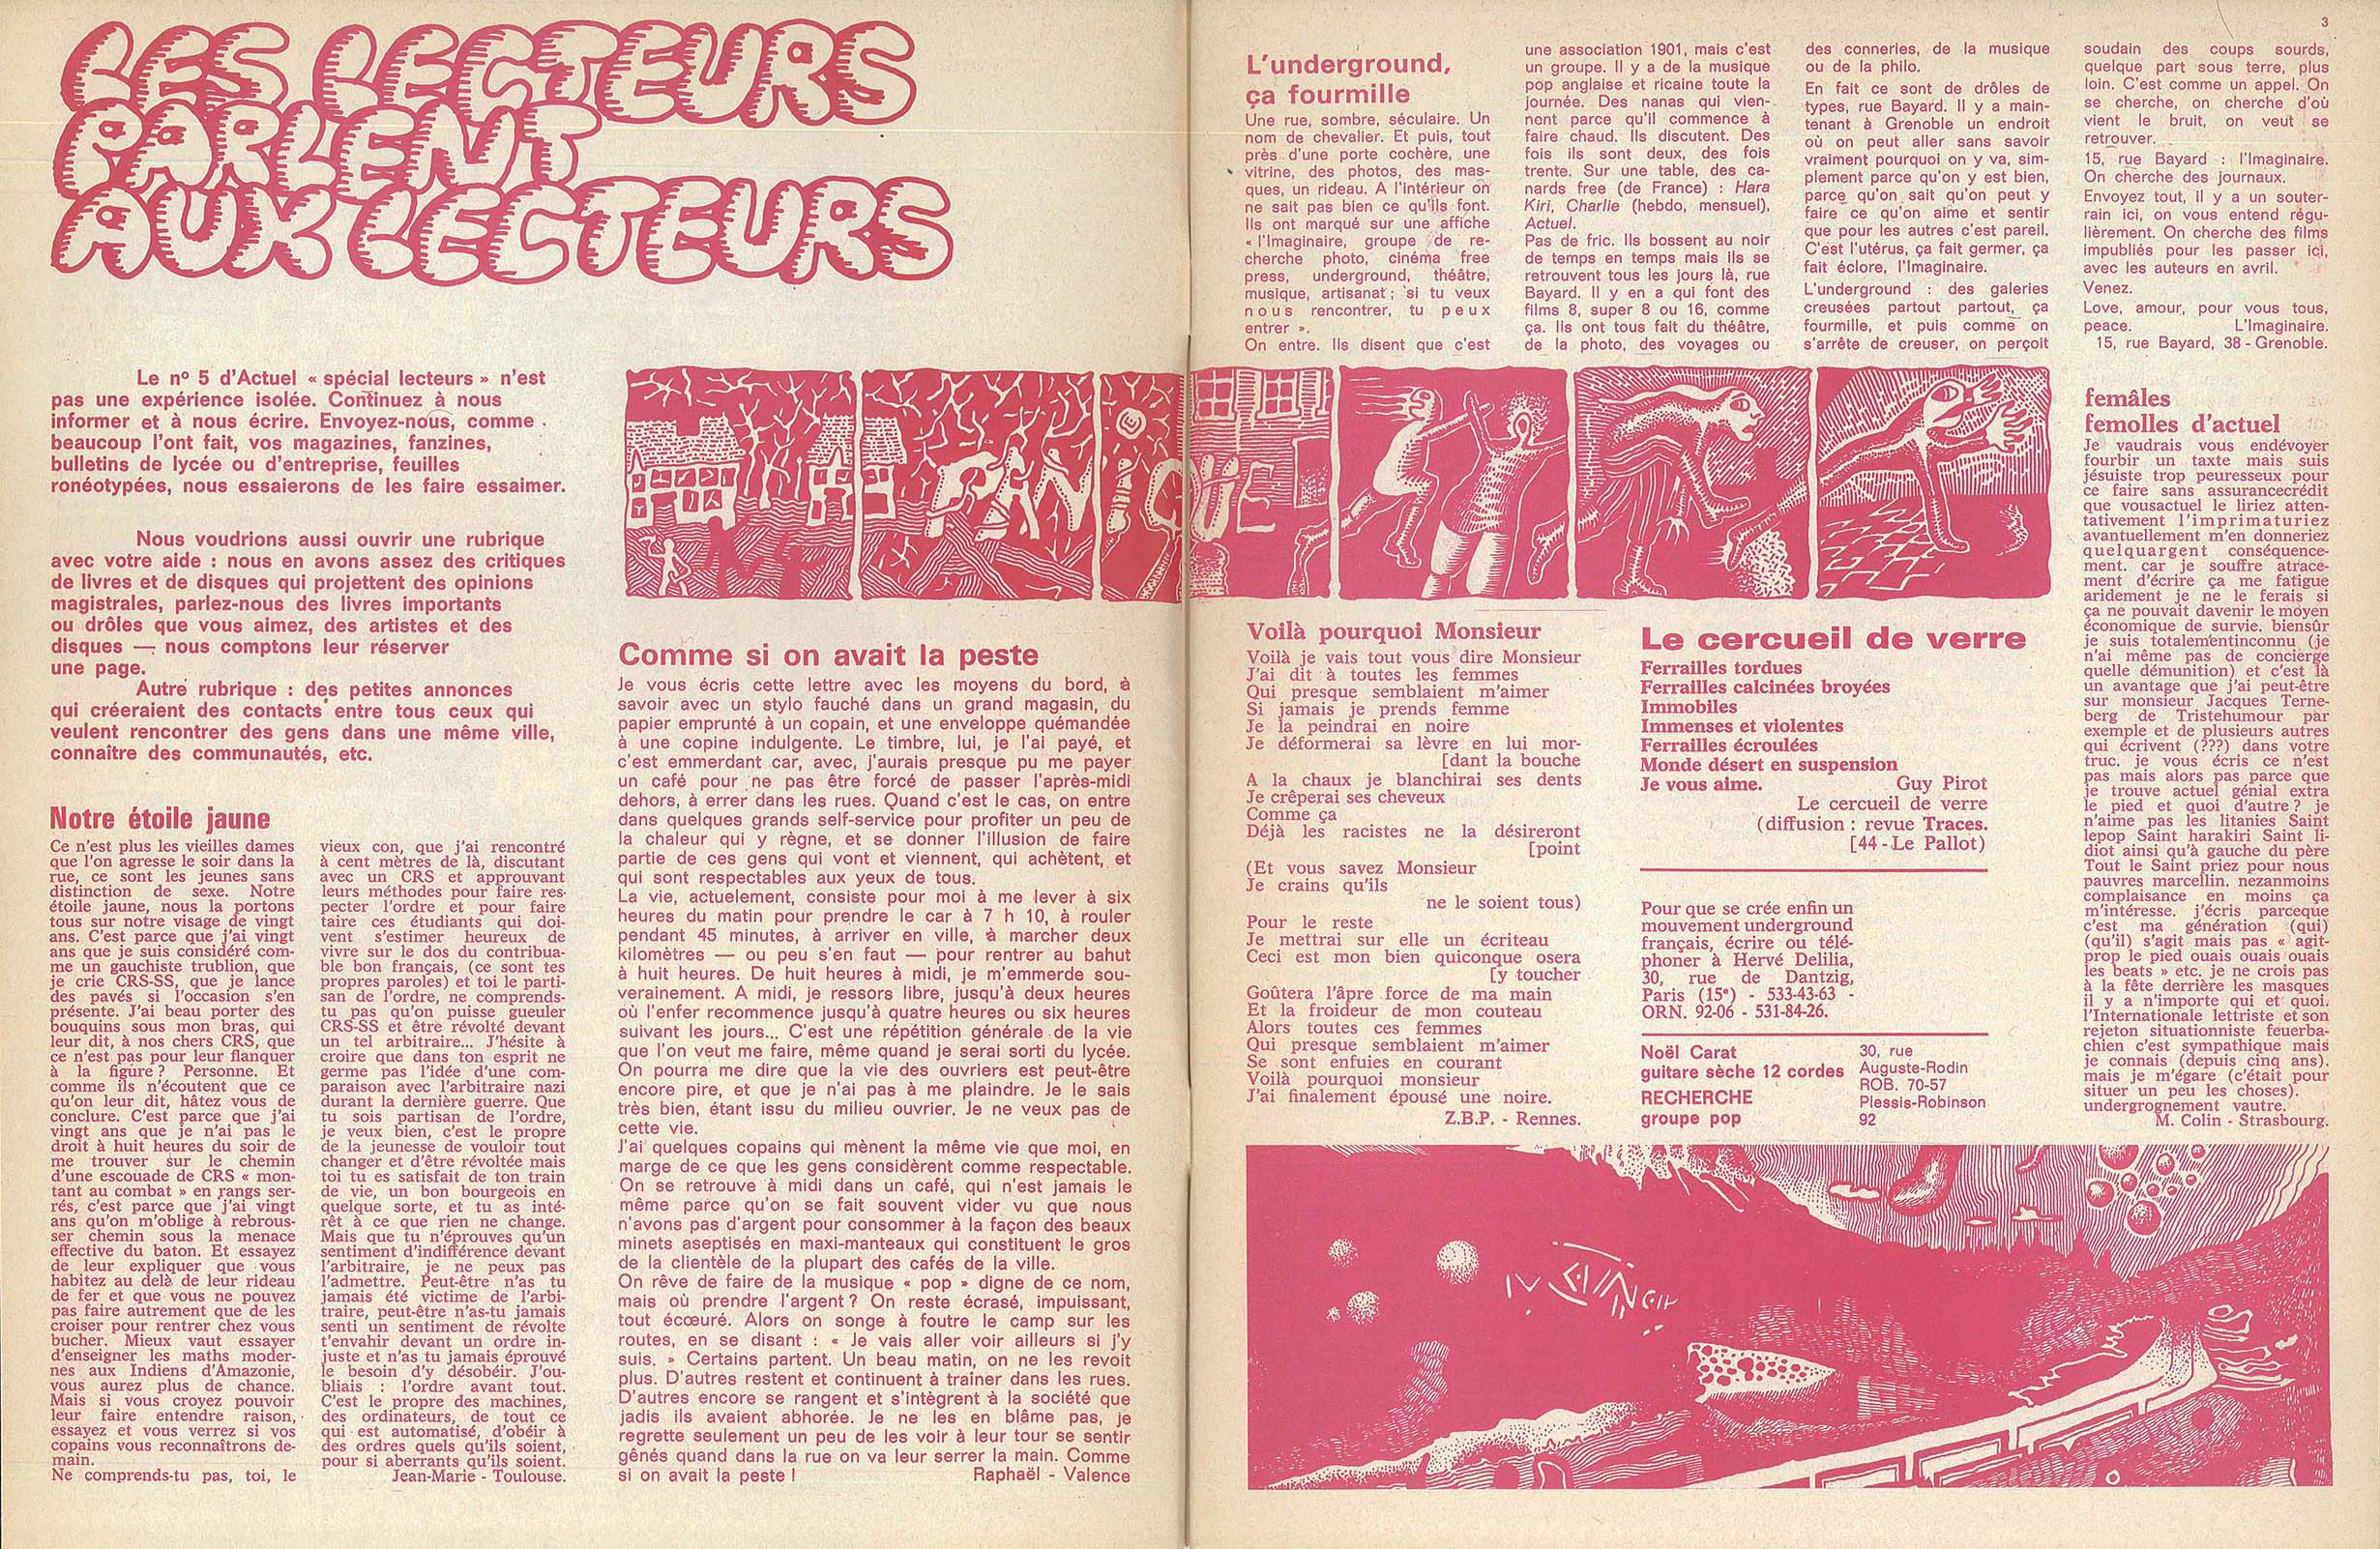 LES LECTEURS
PARLENT
AUX LECTEURS
Le nº 5 d'Actuel « spécial lecteurs » n'est
pas une expérience isolée. Continuez à nous
informer et à nous écrire. Envoyez-nous, comme
beaucoup l'ont fait, vos magazines, fanzines,
bulletins de lycée ou d'entreprise, feuilles
ronéotypées, nous essaierons de les faire essaimer.
Nous voudrions aussi ouvrir une rubrique
avec votre aide : nous en avons assez des critiques
de livres et de disques qui projettent des opinions
magistrales, parlez-nous des livres importants
ou drôles que vous aimez, des artistes et des
disques — nous comptons leur réserver
une page.
Autre rubrique : des petites annonces
qui créeraient des contacts entre tous ceux qui
veulent rencontrer des gens dans une même ville,
connaître des communautés, etc.
Notre étoile jaune
Ce n'est plus les vieilles dames
que l'on agresse le soir dans la
rue, ce sont les jeunes sans
distinction de sexe. Notre
étoile jaune, nous la portons
tous sur notre visage de vingt
ans. C'est parce que j'ai vingt
ans que je suis considéré com-
me un gauchiste trublion, que
je crie CRS-SS, que je lance
des pavés si l'occasion s'en
présente. J'ai beau porter des
bouquins sous mon bras, qui
leur dit, à nos chers CRS, que
ce n'est pas pour leur flanquer
à la figure ? Personne. Et
comme ils n'écoutent que ce
qu'on leur dit, hâtez vous de
conclure. C'est parce que j'ai
vingt ans que je n'ai pas le
droit à huit heures du soir de
me trouver sur le chemin
d'une escouade de CRS « mon-
tant au combat » en rangs ser-
rés, c'est parce que j'ai vingt
ans qu'on m'oblige à rebrous-
ser chemin sous la menace
effective du baton. Et essayez
de leur expliquer que vous
habitez au delà de leur rideau
de fer et que vous ne pouvez
pas faire autrement que de les
croiser pour rentrer chez vous
bucher. Mieux vaut essayer
d'enseigner les maths moder-
nes aux Indiens d'Amazonie,
vous aurez plus de chance.
Mais si vous croyez pouvoir
leur faire entendre raison,
essayez et vous verrez si vos
copains vous reconnaîtrons de-
main.
Ne comprends-tu pas, toi, le
vieux con, que j'ai rencontré
à cent mètres de là, discutant
avec un CRS et approuvant
leurs méthodes pour faire res-
pecter l'ordre et pour faire
taire ces étudiants qui doi-
vent s'estimer heureux de
vivre sur le dos du contribua-
ble bon français, (ce sont tes
propres paroles) et toi le parti-
san de l'ordre, ne comprends-
tu pas qu'on puisse gueuler
CRS-SS et être révolté devant
un tel arbitraire... J'hésite à
croire que dans ton esprit ne
germe pas l'idée d'une com-
paraison avec l'arbitraire nazi
durant la dernière guerre. Que
tu sois partisan de l'ordre,
je veux bien, c'est le propre
de la jeunesse de vouloir tout
changer et d'être révoltée mais
toi tu es satisfait de ton train
de vie, un bon bourgeois en
quelque sorte, et tu as inté-
rêt à ce que rien ne change.
Mais que tu n'éprouves qu'un
sentiment d'indifférence devant
l'arbitraire, je ne peux pas
l'admettre. Peut-être n'as tu
jamais été victime de l'arbi-
traire, peut-être n'as-tu jamais
senti un sentiment de révolte
t'envahir devant un ordre in-
juste et n'as tu jamais éprouvé
le besoin d'y désobéir. J'ou-
bliais : l'ordre avant tout.
C'est le propre des machines,
des ordinateurs, de tout ce
qui est automatisé, d'obéir à
des ordres quels qu'ils soient,
pour si aberrants qu'ils soient.
Jean-Marie - Toulouse.
PANIQUE
Comme si on avait la peste
Je vous écris cette lettre avec les moyens du bord, à
savoir avec un stylo fauché dans un grand magasin, du
papier emprunté à un copain, et une enveloppe quémandée
à une copine indulgente. Le timbre, lui, je l'ai payé, et
c'est emmerdant car, avec, j'aurais presque pu me payer
un café pour ne pas être forcé de passer l'après-midi
dehors, à errer dans les rues. Quand c'est le cas, on entre
dans quelques grands self-service pour profiter un peu de
la chaleur qui y règne, et se donner l'illusion de faire
partie de ces gens qui vont et viennent, qui achètent, et
qui sont respectables aux yeux de tous.
La vie, actuelement, consiste pour moi à me lever à six
heures du matin pour prendre le car à 7 h 10, à rouler
pendant 45 minutes, à arriver en ville, à marcher deux
kilomètres — ou peu s'en faut — pour rentrer au bahut
à huit heures. De huit heures à midi, je m'emmerde sou-
verainement. A midi, je ressors libre, jusqu'à deux heures
où l'enfer recommence jusqu'à quatre heures ou six heures
suivant les jours... C'est une répétition générale de la vie
que l'on veut me faire, même quand je serai sorti du lycée.
On pourra me dire que la vie des ouvriers est peut-être
encore pire, et que je n'ai pas à me plaindre. Je le sais
très bien, étant issu du milieu ouvrier. Je ne veux pas de
cette vie.
J'ai quelques copains qui mènent la même vie que moi, en
marge de ce que les gens considèrent comme respectable.
On se retrouve à midi dans un café, qui n'est jamais le
même parce qu'on se fait souvent vider vu que nous
n'avons pas d'argent pour consommer à la façon des beaux
minets aseptisés en maxi-manteaux qui constituent le gros
de la clientèle de la plupart des cafés de la ville.
On rêve de faire de la musique « pop » digne de ce nom,
mais où prendre l'argent ? On reste écrasé, impuissant,
tout écœuré. Alors on songe à foutre le camp sur les
routes, en se disant : « Je vais aller voir ailleurs si j'y
suis. » Certains partent. Un beau matin, on ne les revoit
plus. D'autres restent et continuent à traîner dans les rues.
D'autres encore se rangent et s'intègrent à la société que
jadis ils avaient abhorée. Je ne les en blâme pas, je
regrette seulement un peu de les voir à leur tour se sentir
gênés quand dans la rue on va leur serrer la main. Comme
si on avait la peste !
Raphaël - Valence
3
L'underground,
ça fourmille
Une rue, sombre, séculaire. Un
nom de chevalier. Et puis, tout
près d'une porte cochère, une
vitrine, des photos, des mas-
ques, un rideau. A l'intérieur on
ne sait pas bien ce qu'ils font.
Ils ont marqué sur une affiche
« l'Imaginaire, groupe de re-
cherche photo, cinéma free
press, underground, théâtre,
musique, artisanat ; si tu veux
nous rencontrer, tu peux
entrer ».
On entre. Ils disent que c'est
une association 1901, mais c'est
un groupe. Il y a de la musique
pop anglaise et ricaine toute la
journée. Des nanas qui vien-
nent parce qu'il commence à
faire chaud. Ils discutent. Des
fois ils sont deux, des fois
trente. Sur une table, des ca-
nards free (de France) : Hara
Kiri, Charlie (hebdo, mensuel),
Actuel.
Pas de fric. Ils bossent au noir
de temps en temps mais ils se
retrouvent tous les jours là, rue
Bayard. Il y en a qui font des
films 8, super 8 ou 16, comme
ça. Ils ont tous fait du théâtre,
de la photo, des voyages ou
des conneries, de la musique
ou de la philo.
En fait ce sont de drôles de
types, rue Bayard. Il y a main-
tenant à Grenoble un endroit
où on peut aller sans savoir
vraiment pourquoi on y va, sim-
plement parce qu'on y est bien,
parce qu'on sait qu'on peut y
faire ce qu'on aime et sentir
que pour les autres c'est pareil.
C'est l'utérus, ça fait germer, ça
fait éclore, l'Imaginaire.
L'underground : des galeries
creusées partout partout, ça
fourmille, et puis comme on
s'arrête de creuser, on perçoit
soudain des coups sourds,
quelque part sous terre, plus
loin. C'est comme un appel. On
se cherche, on cherche d'où
vient le bruit, on veut se
retrouver.
15, rue Bayard : l'Imaginaire.
On cherche des journaux.
Envoyez tout, il y a un souter-
rain ici, on vous entend régu-
lièrement. On cherche des films
impubliés pour les passer ici,
avec les auteurs en avril.
Venez.
Love, amour, pour vous tous,
peace. L'Imaginaire.
15, rue Bayard, 38 - Grenoble.
Voilà pourquoi Monsieur
Voilà je vais tout vous dire Monsieur
J'ai dit à toutes les femmes
Qui presque semblaient m'aimer
Si jamais je prends femme
Je la peindrai en noire
Je déformerai sa lèvre en lui mor-
[dant la bouche
A la chaux je blanchirai ses dents
Je crêperai ses cheveux
Comme ça
Déjà les racistes ne la désireront
[point
(Et vous savez Monsieur
Je crains qu'ils
ne le soient tous)
Pour le reste
Je mettrai sur elle un écriteau
Ceci est mon bien quiconque osera
[y toucher
Goûtera l'âpre force de ma main
Et la froideur de mon couteau
Alors toutes ces femmes
Qui presque semblaient m'aimer
Se sont enfuies en courant
Voilà pourquoi monsieur
J'ai finalement épousé une noire.
Z.B.P. - Rennes.
Le cercueil de verre
Ferrailles tordues
Ferrailles calcinées broyées
Immobiles
Immenses et violentes
Ferrailles écroulées
Monde désert en suspension
Je vous aime. Guy Pirot
Le cercueil de verre
(diffusion : revue Traces.
[44 - Le Pallot)
Pour que se crée enfin un
mouvement underground
français, écrire ou télé-
phoner à Hervé Delilia,
30, rue de Dantzig,
Paris (15e) - 533-43-63 -
ORN. 92-06 - 531-84-26.
Noël Carat
guitare sèche 12 cordes
RECHERCHE
groupe pop
30, rue
Auguste-Rodin
ROB. 70-57
Plessis-Robinson
92
femâles
femolles d'actuel
Je vaudrais vous endévoyer
fourbir un taxte mais suis
jésuiste trop peuresseux pour
ce faire sans assurancecrédit
que vousactuel le liriez atten-
tativement l'imprimaturiez
avantuellement m'en donneriez
quelquargent conséquence-
ment. car je souffre atrace-
ment d'écrire ça me fatigue
aridement je ne le ferais si
ça ne pouvait davenir le moyen
économique de survie. biensûr
je suis totalementinconnu (je
n'ai même pas de concierge
quelle démunition) et c'est là
un avantage que j'ai peut-être
sur monsieur Jacques Terne-
berg de Tristehumour par
exemple et de plusieurs autres
qui écrivent (???) dans votre
truc. je vous écris ce n'est
pas mais alors pas parce que
je trouve actuel génial extra
le pied et quoi d'autre ? je
n'aime pas les litanies Saint
lepop Saint harakiri Saint li-
diot ainsi qu'à gauche du père
Tout le Saint priez pour nous
pauvres marcellin. nezanmoins
complaisance en moins ça
m'intéresse. j'écris parceque
c'est ma génération (qui)
(qu'il) s'agit mais pas « agit-
prop le pied ouais ouais ouais
les beats » etc. je ne crois pas
à la fête derrière les masques
il y a n'importe qui et quoi.
l'Internationale lettriste et son
rejeton situationniste feuerba-
chien c'est sympathique mais
je connais (depuis cinq ans).
mais je m'égare (c'était pour
situer un peu les choses).
undergrognement vautre.
M. Colin - Strasbourg.